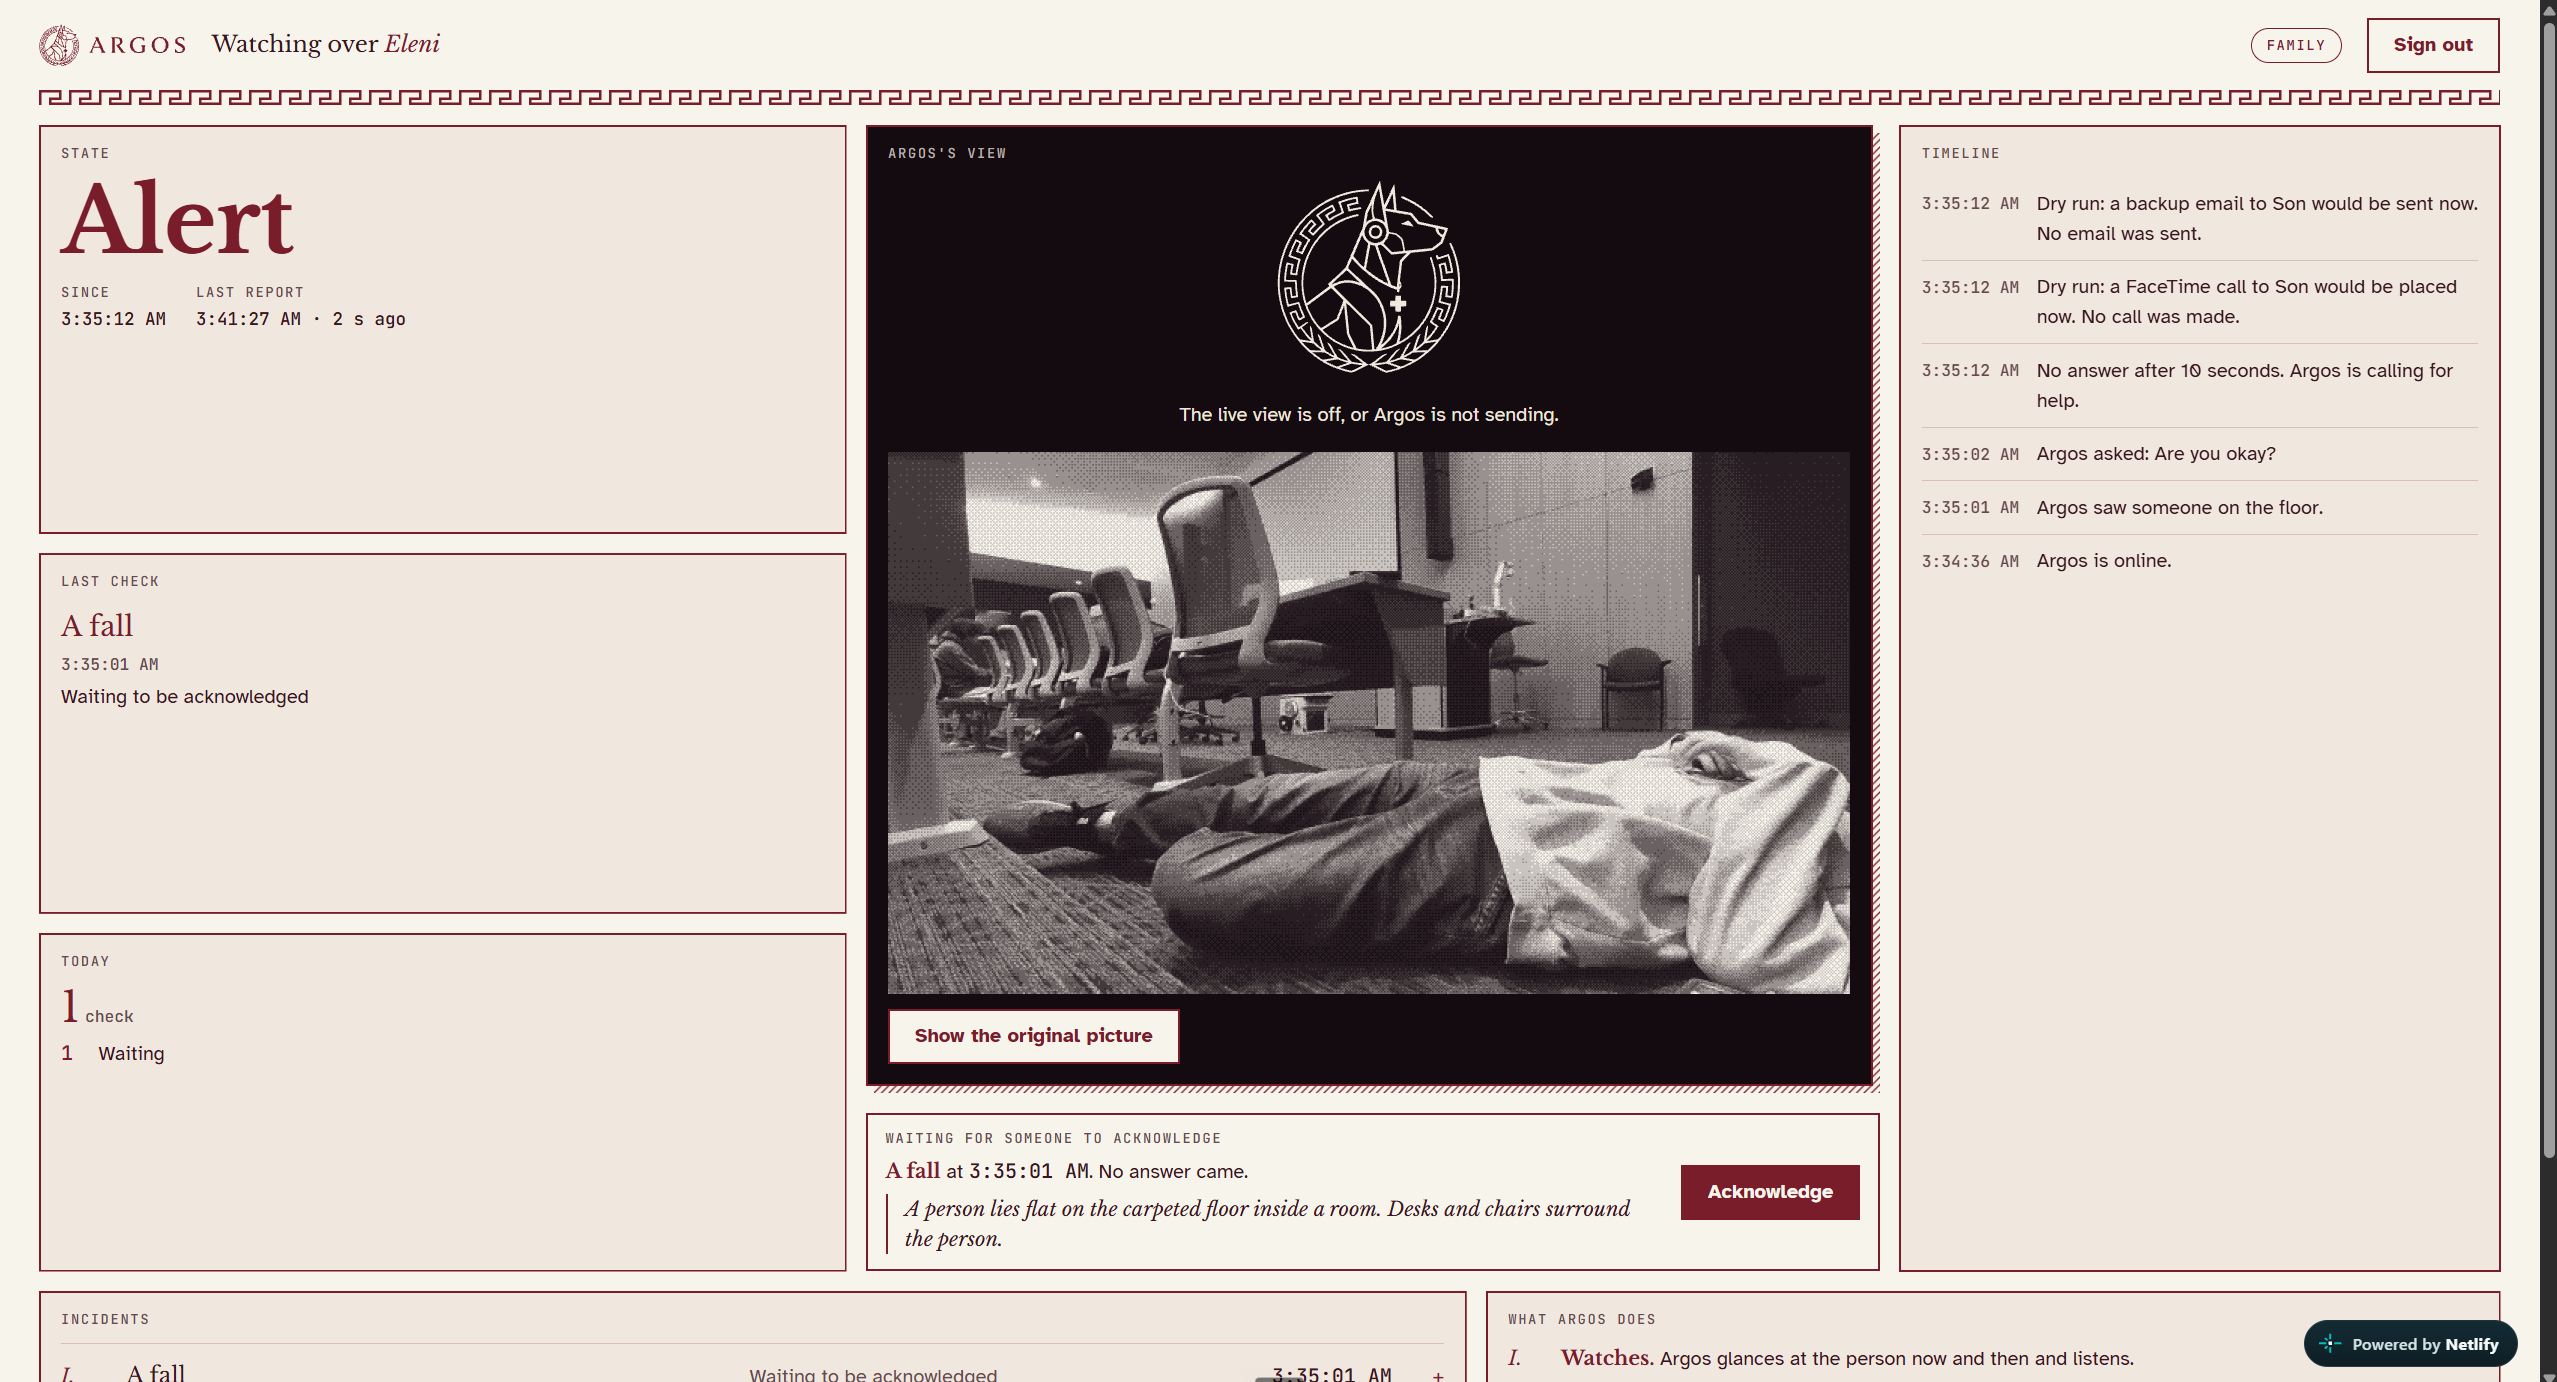 ARGOS Watching over Eleni
FAMILY
Sign out
STATE
Alert
SINCE LAST REPORT
3:35:12 AM 3:41:27 AM · 2 s ago
LAST CHECK
A fall
3:35:01 AM
Waiting to be acknowledged
TODAY
1 check
1 Waiting
ARGOS'S VIEW
The live view is off, or Argos is not sending.
Show the original picture
WAITING FOR SOMEONE TO ACKNOWLEDGE
A fall at 3:35:01 AM. No answer came.
A person lies flat on the carpeted floor inside a room. Desks and chairs surround
the person.
Acknowledge
TIMELINE
3:35:12 AM Dry run: a backup email to Son would be sent now.
No email was sent.
3:35:12 AM Dry run: a FaceTime call to Son would be placed
now. No call was made.
3:35:12 AM No answer after 10 seconds. Argos is calling for
help.
3:35:02 AM Argos asked: Are you okay?
3:35:01 AM Argos saw someone on the floor.
3:34:36 AM Argos is online.
INCIDENTS
I. A fall Waiting to be acknowledged 3:35:01 AM +
WHAT ARGOS DOES
I. Watches. Argos glances at the person now and then and listens.
Powered by Netlify